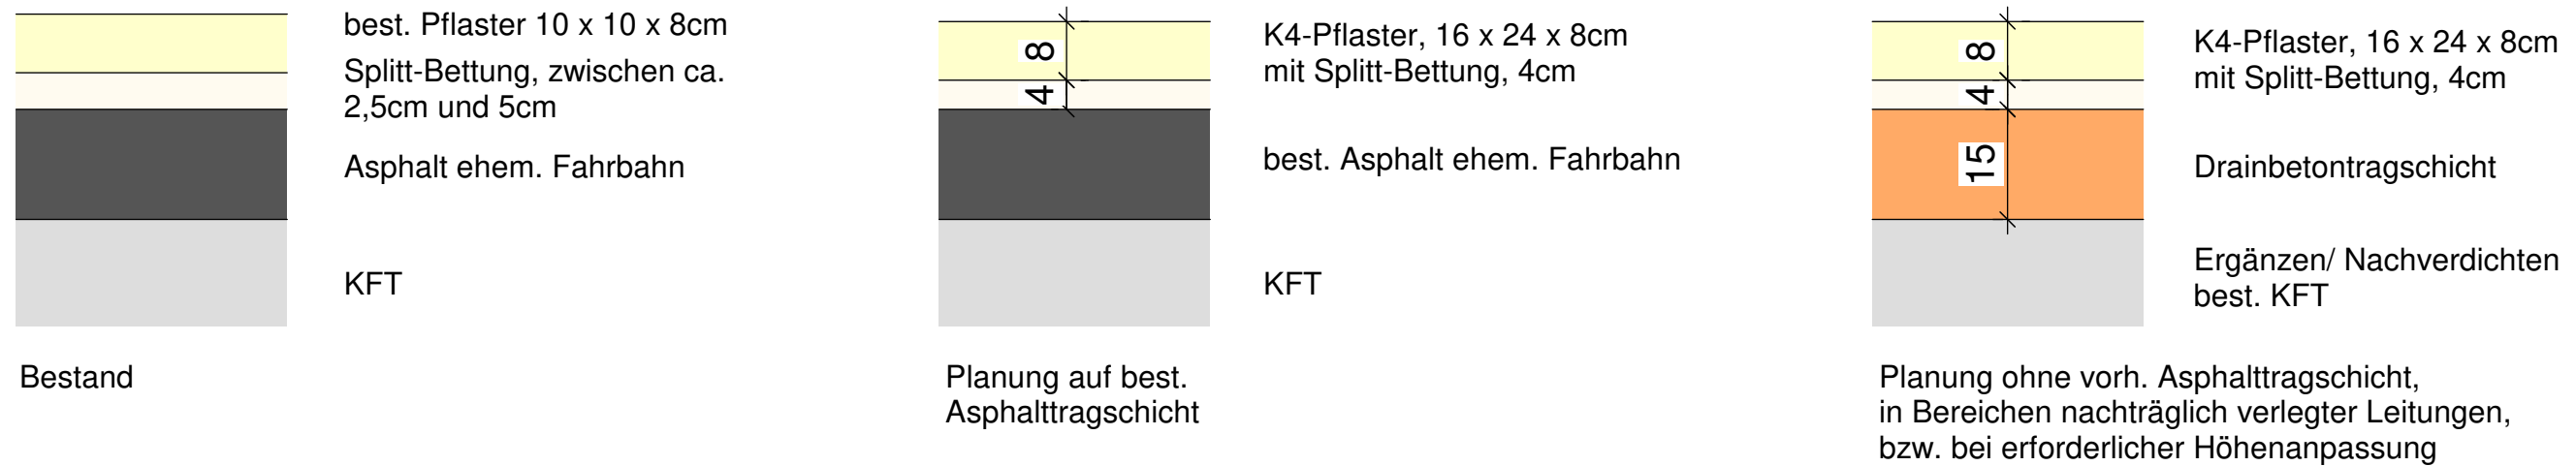 best. Pflaster 10 x 10 x 8cm
Splitt-Bettung, zwischen ca.
2,5cm und 5cm
Asphalt ehem. Fahrbahn
KFT
Bestand
8
4
K4-Pflaster, 16 x 24 x 8cm
mit Splitt-Bettung, 4cm
best. Asphalt ehem. Fahrbahn
KFT
Planung auf best.
Asphalttragschicht
8
4
15
K4-Pflaster, 16 x 24 x 8cm
mit Splitt-Bettung, 4cm
Drainbetontragschicht
Ergänzen/ Nachverdichten
best. KFT
Planung ohne vorh. Asphalttragschicht,
in Bereichen nachträglich verlegter Leitungen,
bzw. bei erforderlicher Höhenanpassung